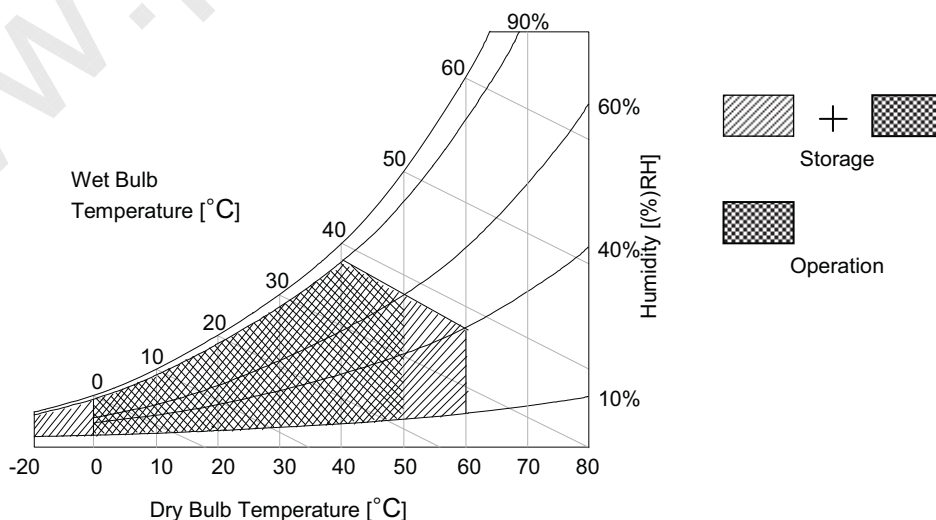 90%
60
60%
50
Wet Bulb
Temperature [°C]
Storage
40
40%
Humidity [(%)RH]
Operation
30
20
10
0
10%
-20 0 10 20 30 40 50 60 70 80
Dry Bulb Temperature [°C]